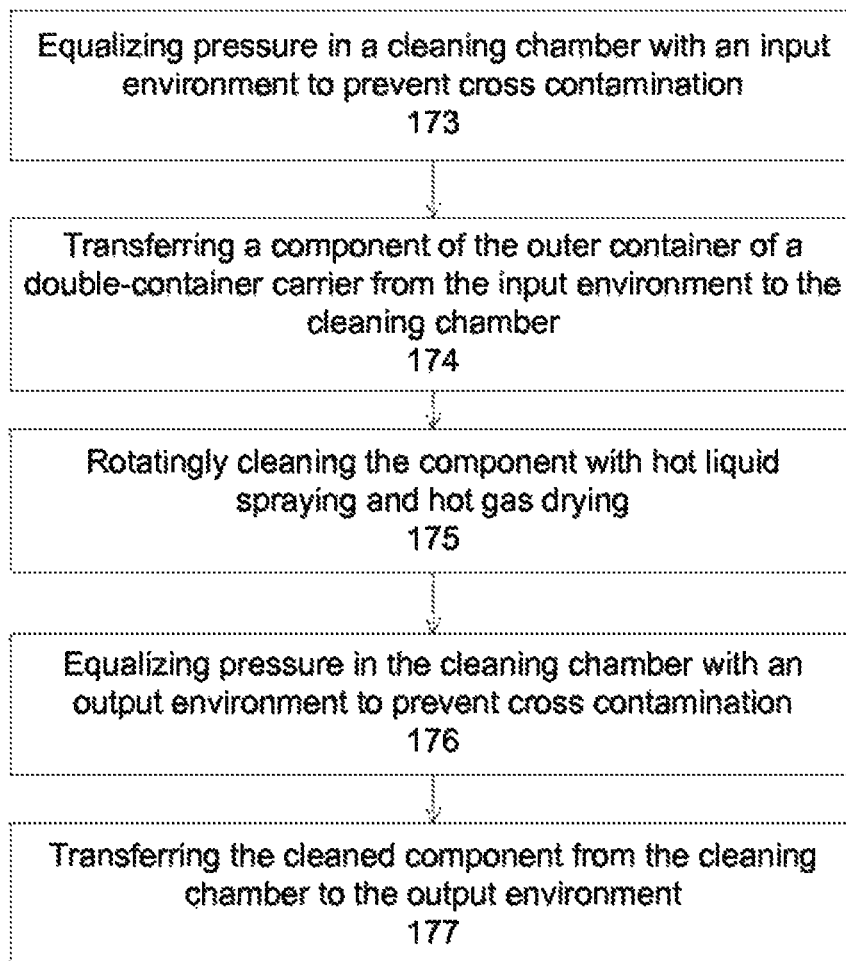 Equalizing pressure in a cleaning chamber with an input
environment to prevent cross contamination
173
Transferring a component of the outer container of a
double-container carrier from the input environment to the
cleaning chamber
174
Rotatingly cleaning the component with hot liquid
spraying and hot gas drying
175
Equalizing pressure in the cleaning chamber with an
output environment to prevent cross contamination
176
Transferring the cleaned component from the cleaning
chamber to the output environment
177